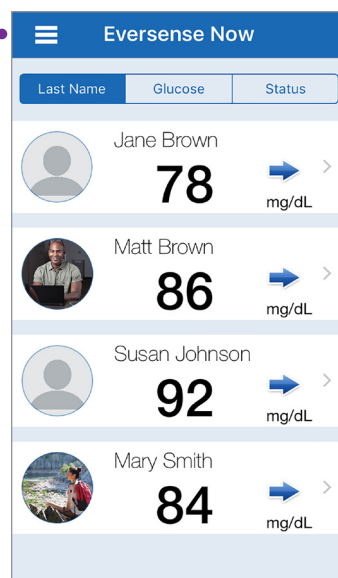 Eversense Now
Last Name Glucose Status
Jane Brown
78
mg/dL
Matt Brown
86
mg/dL
Susan Johnson
92
mg/dL
Mary Smith
84
mg/dL